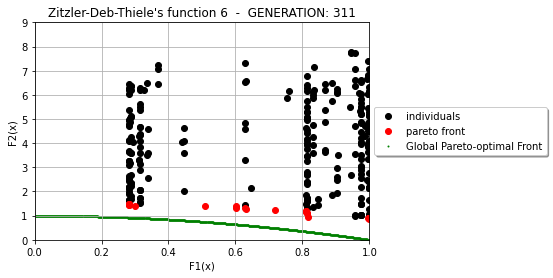 Zitzler-Deb-Thiele's function 6 - GENERATION: 311
9
8
7
6
5
4
3
2
1
0
F2(x)
0.0 0.2 0.4 0.6 0.8 1.0
F1(x)
individuals
pareto front
Global Pareto-optimal Front